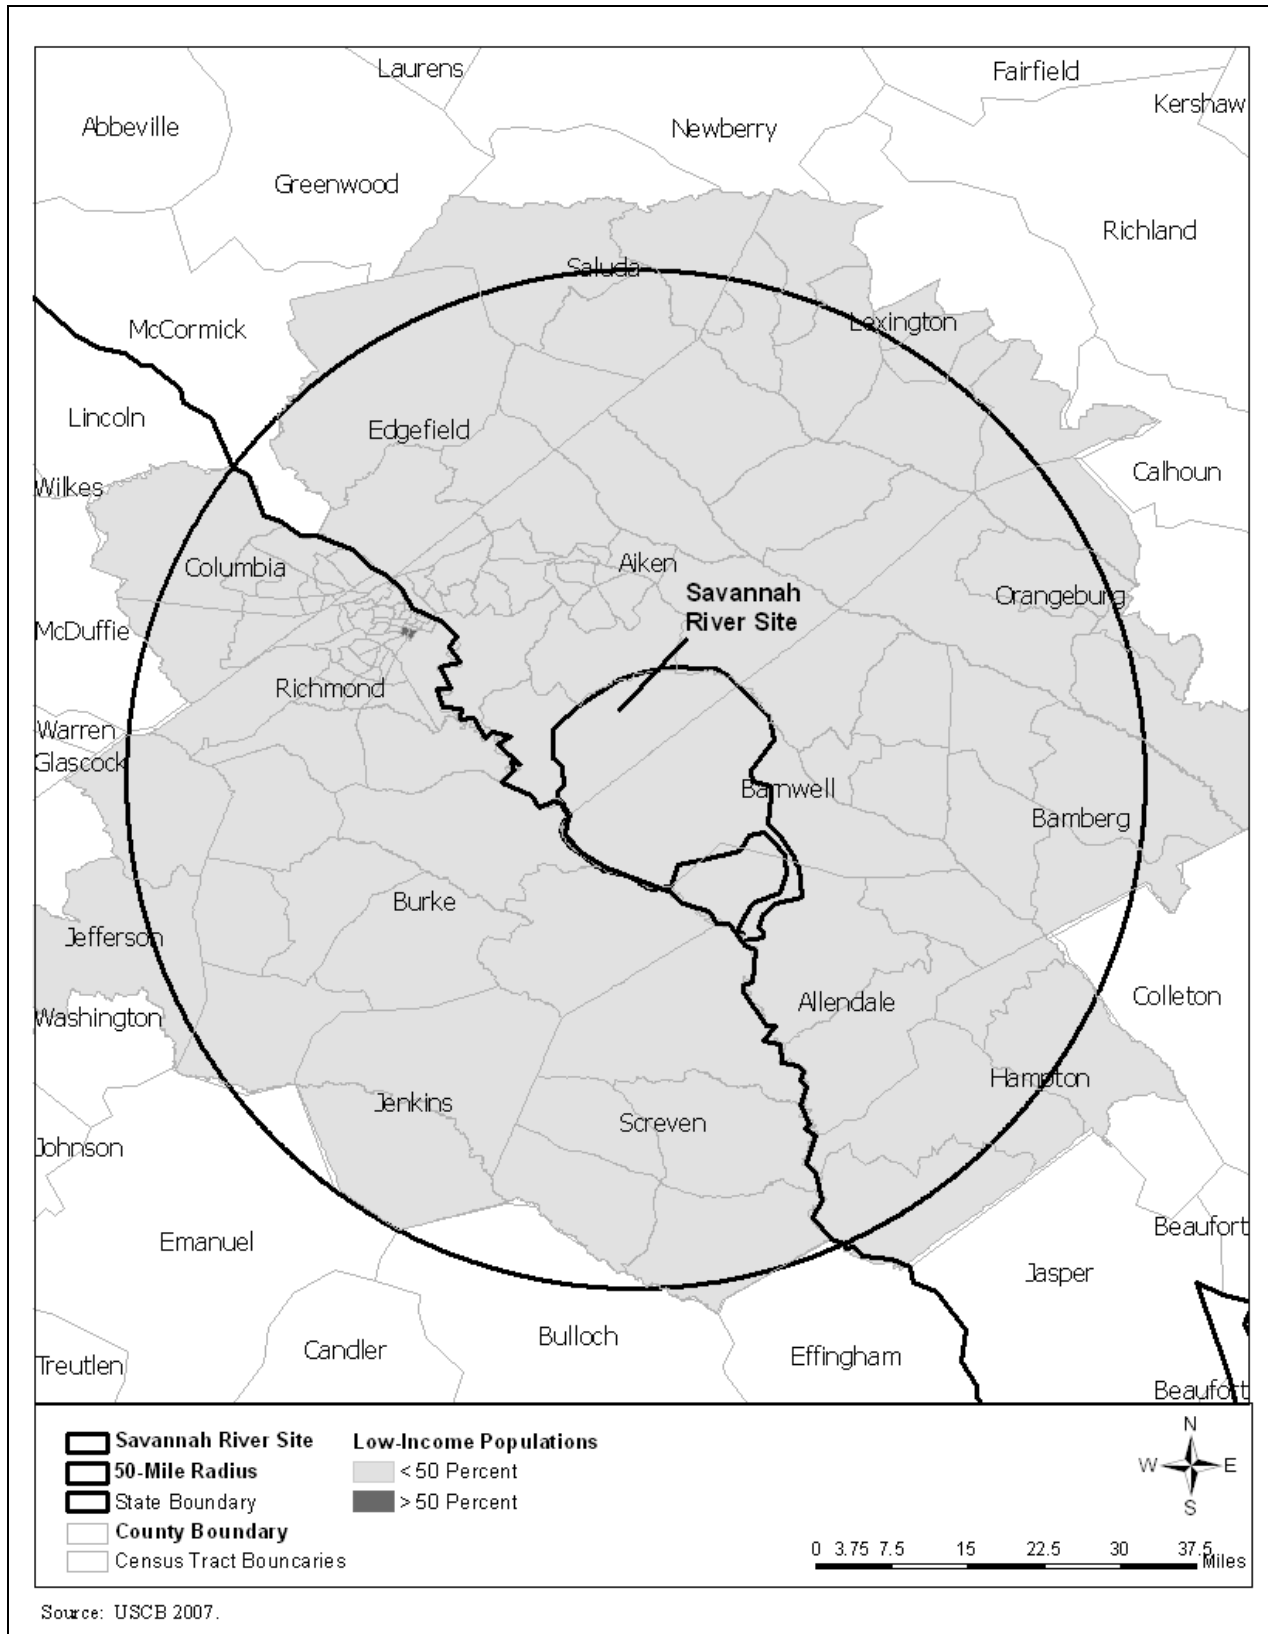 Laurens
Fairfield
Kershaw
Abbeville
Newberry
Greenwood
Richland
Saluda
McCormick
Lexington
Lincoln
Edgefield
Calhoun
Wilkes
Columbia
Aiken
Savannah
River Site
Orangeburg
McDuffie
Richmond
Warren
Glascock
Barnwell
Bamberg
Burke
Jefferson
Allendale
Colleton
Washington
Hampton
Jenkins
Screven
Johnson
Emanuel
Beaufort
Jasper
Bulloch
Candler
Effingham
Treutlen
Beaufort
Savannah River Site
50-Mile Radius
State Boundary
County Boundary
Census Tract Bouncaries
Low-Income Populations
< 50 Percent
> 50 Percent
N
W E
S
0 3.75 7.5 15 22.5 30 37.5
Miles
Source: USCB 2007.